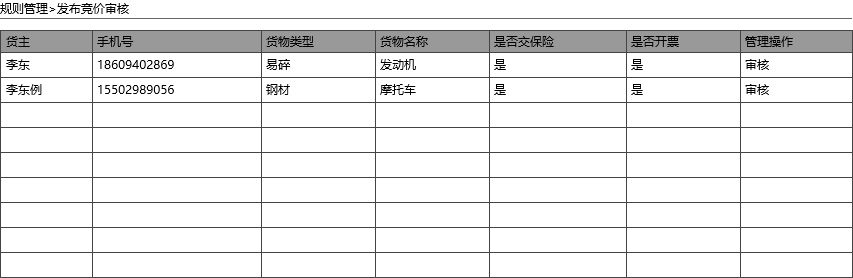 规则管理>发布竞价审核
货主 手机号 货物类型 货物名称 是否交保险 是否开票 管理操作
李东 18609402869 易碎 发动机 是 是 审核
李东例 15502989056 钢材 摩托车 是 是 审核